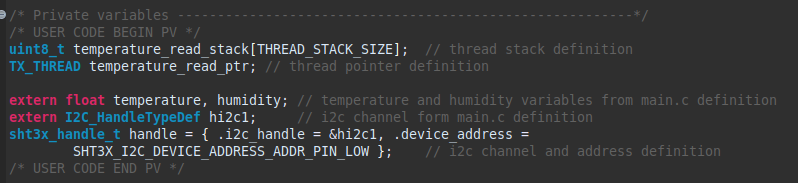 /* Private variables ---------------------------------------------------------*/
/* USER CODE BEGIN PV */
uint8_t temperature_read_stack[THREAD_STACK_SIZE];  // thread stack definition
TX_THREAD temperature_read_ptr; // thread pointer definition
extern float temperature, humidity; // temperature and humidity variables from main.c definition
extern I2C_HandleTypeDef hi2c1;     // i2c channel form main.c definition
sht3x_handle_t handle = { .i2c_handle = &hi2c1, .device_address =
        SHT3X_I2C_DEVICE_ADDRESS_ADDR_PIN_LOW };    // i2c channel and address definition
/* USER CODE END PV */